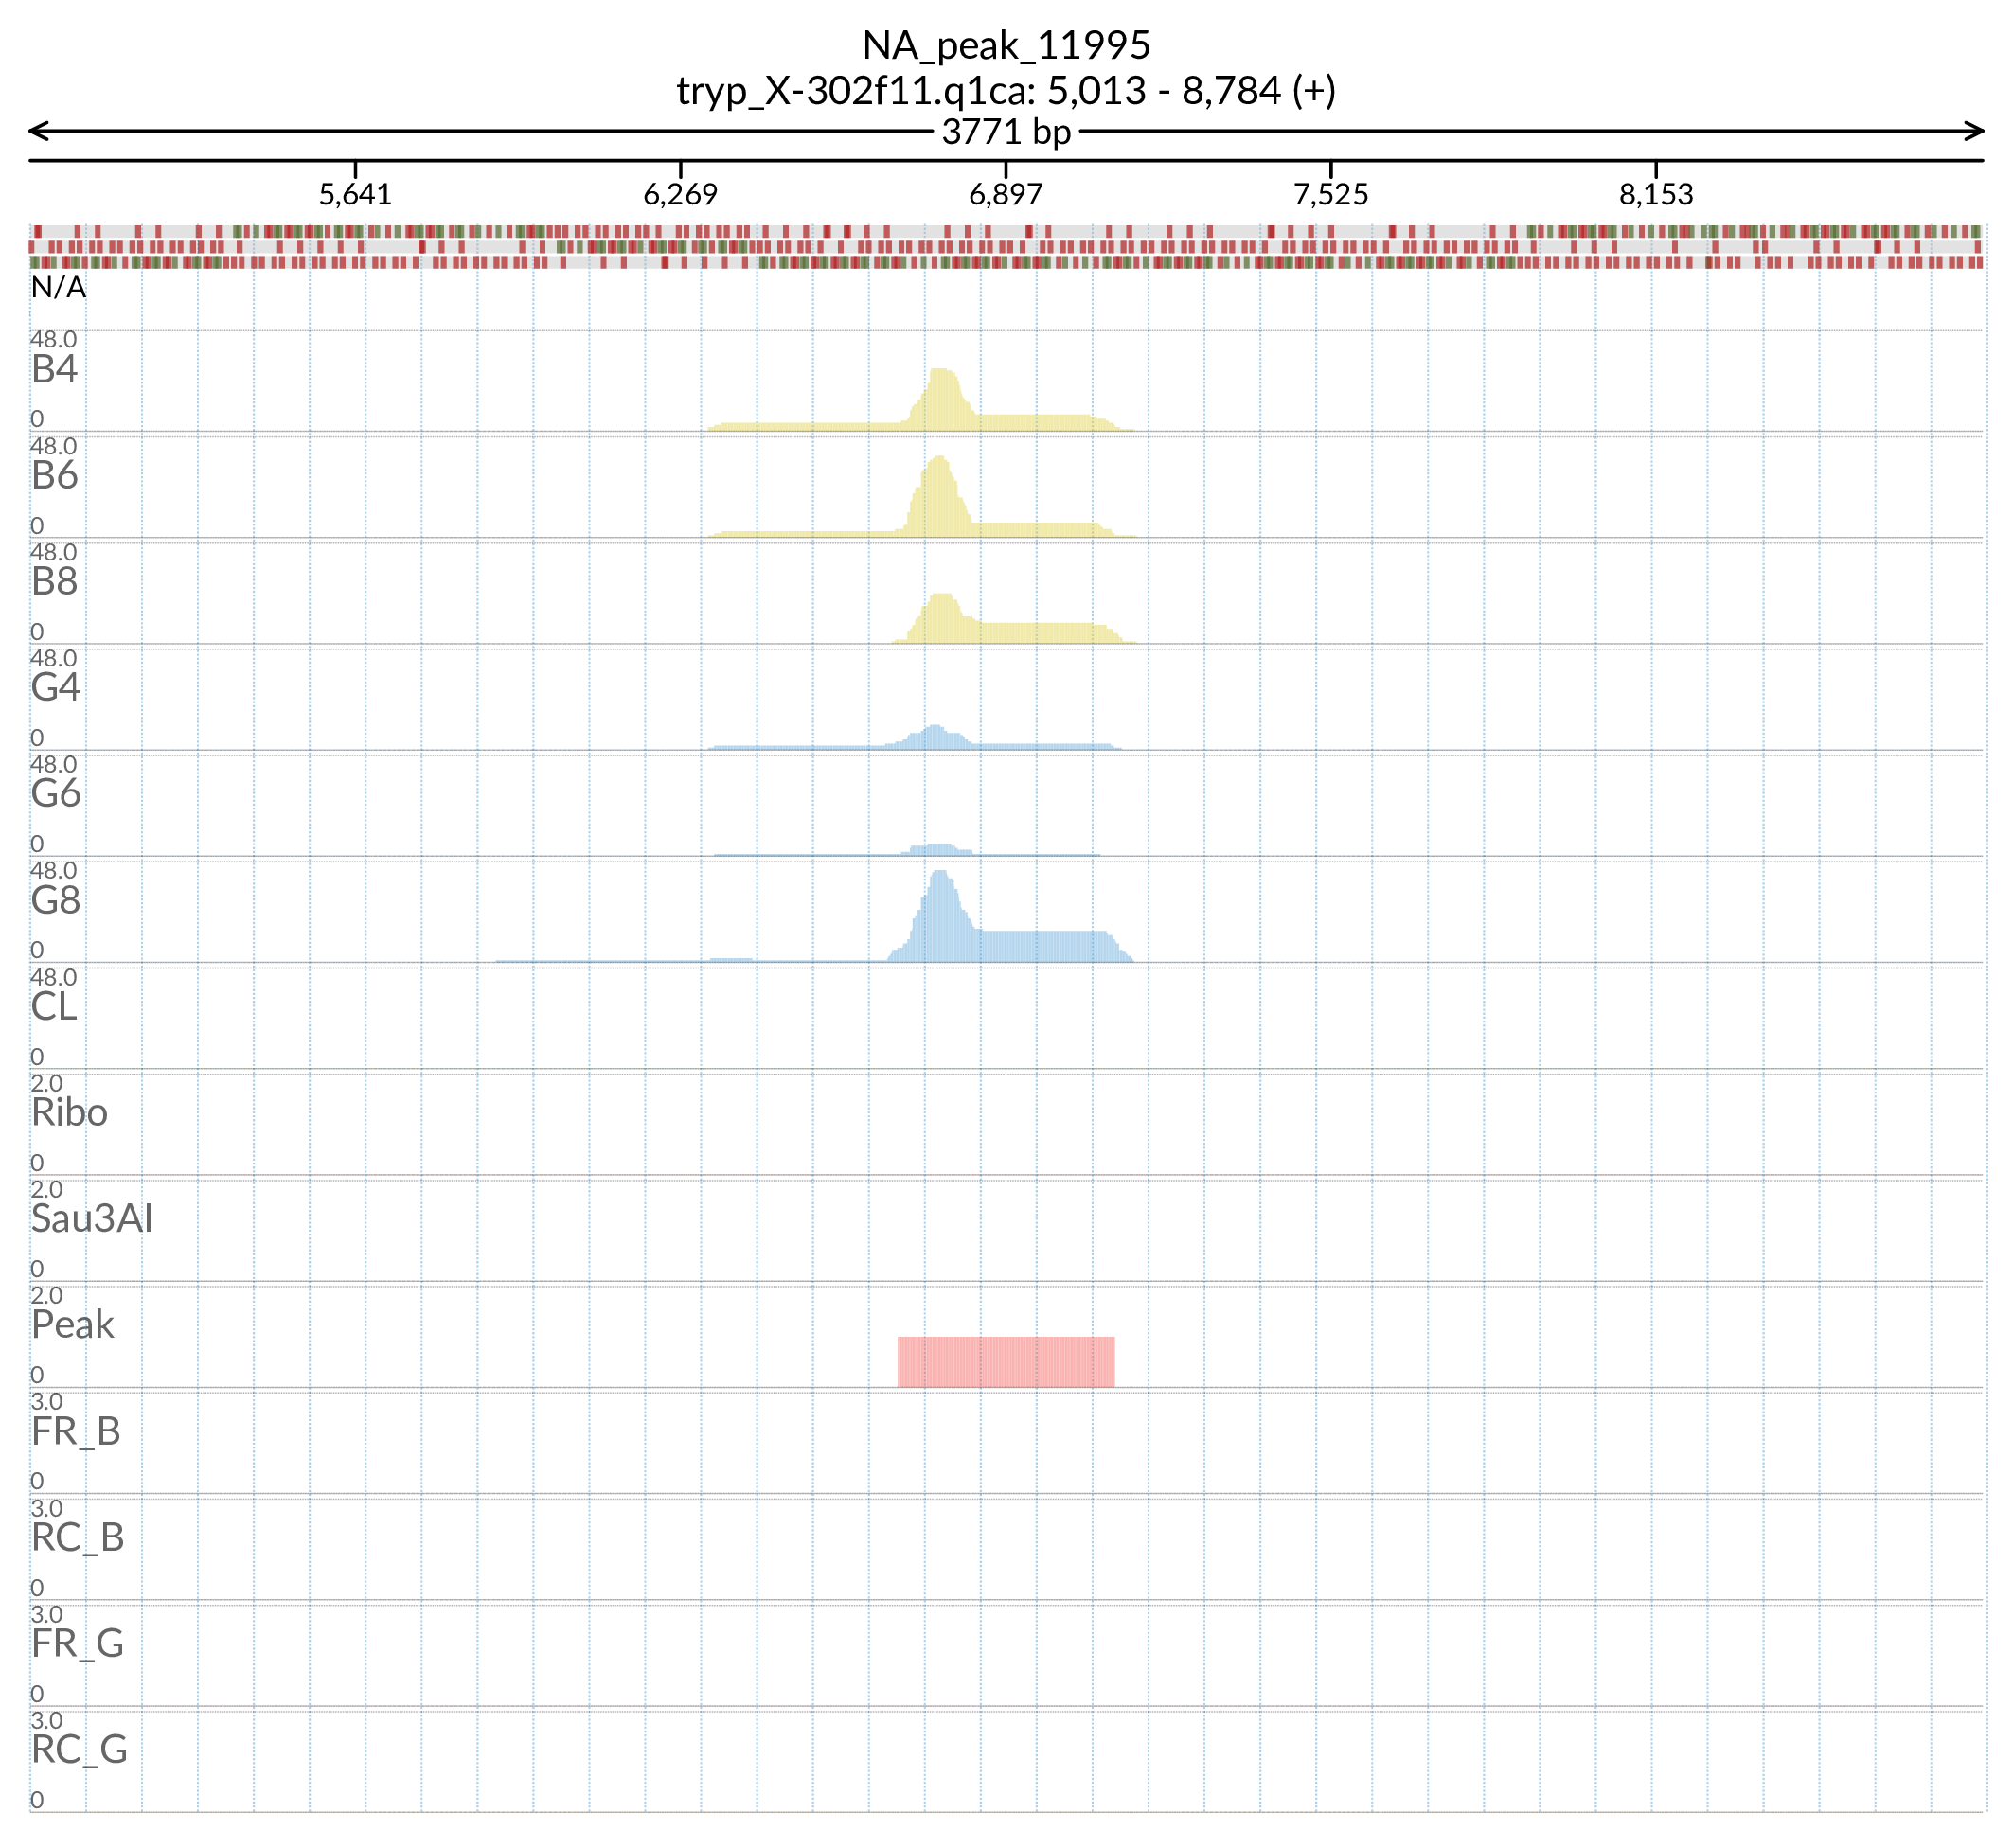 NA_peak_11995
tryp_X-302f11.q1ca: 5,013 - 8,784 (+)
3771 bp
5,641 6,269 6,897 7,525 8,153
N/A
48.0
B4
0
48.0
B6
0
48.0
B8
0
48.0
G4
0
48.0
G6
0
48.0
G8
0
48.0
CL
0
2.0
Ribo
0
2.0
Sau3AI
0
2.0
Peak
0
3.0
FR_B
0
3.0
RC_B
0
3.0
FR_G
0
3.0
RC_G
0